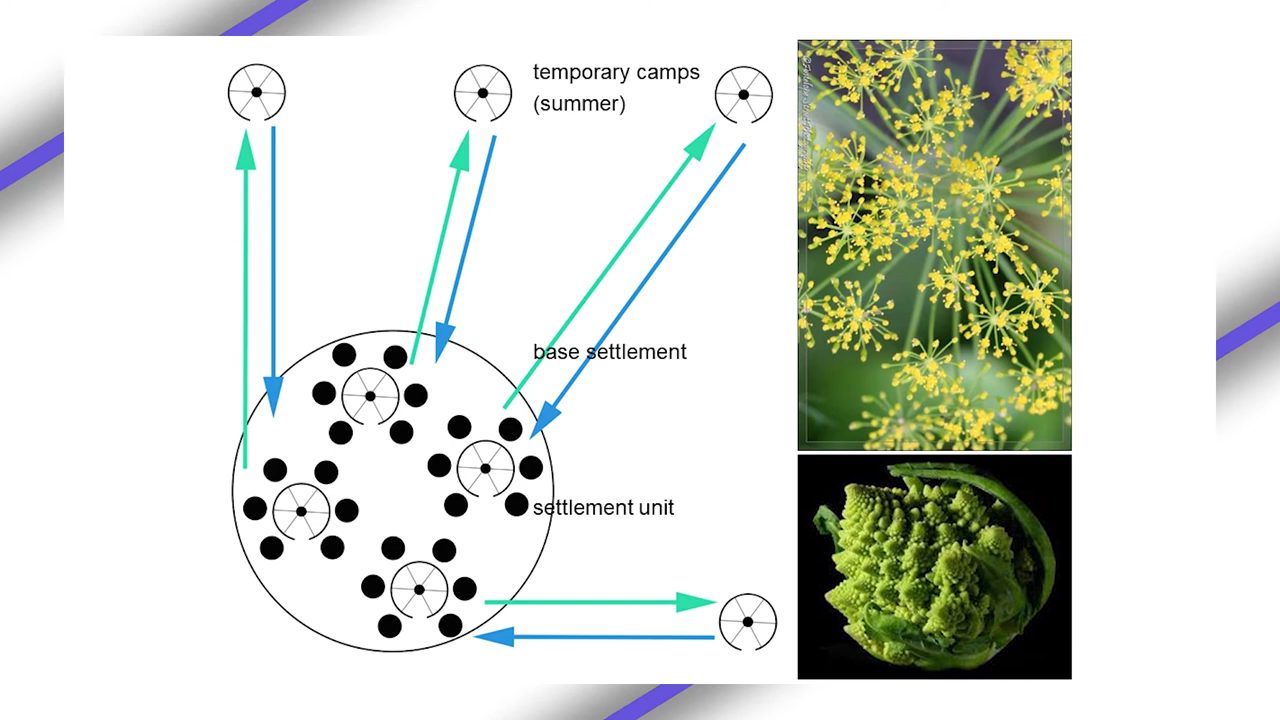 temporary camps
(summer)
base settlement
settlement unit